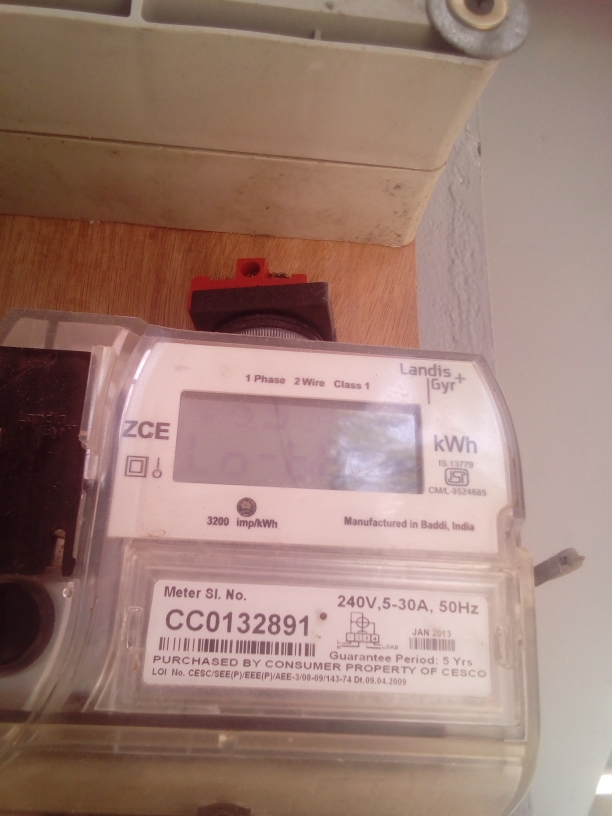 Landis
Gyr+
1 Phase 2 Wire Class 1
ZCE
kWh
IS:13779
ISI
CM/L-9524685
3200 imp/kWh
Manufactured in Baddi, India
Meter Sl. No.
CC0132891
240V,5-30A, 50Hz
LOAD
JAN 2013
Guarantee Period: 5 Yrs
PURCHASED BY CONSUMER PROPERTY OF CESCO
LOI No. CESC/SEE(P)/EEE(P)/AEE-3/08-09/143-74 Dt.09.04.2009